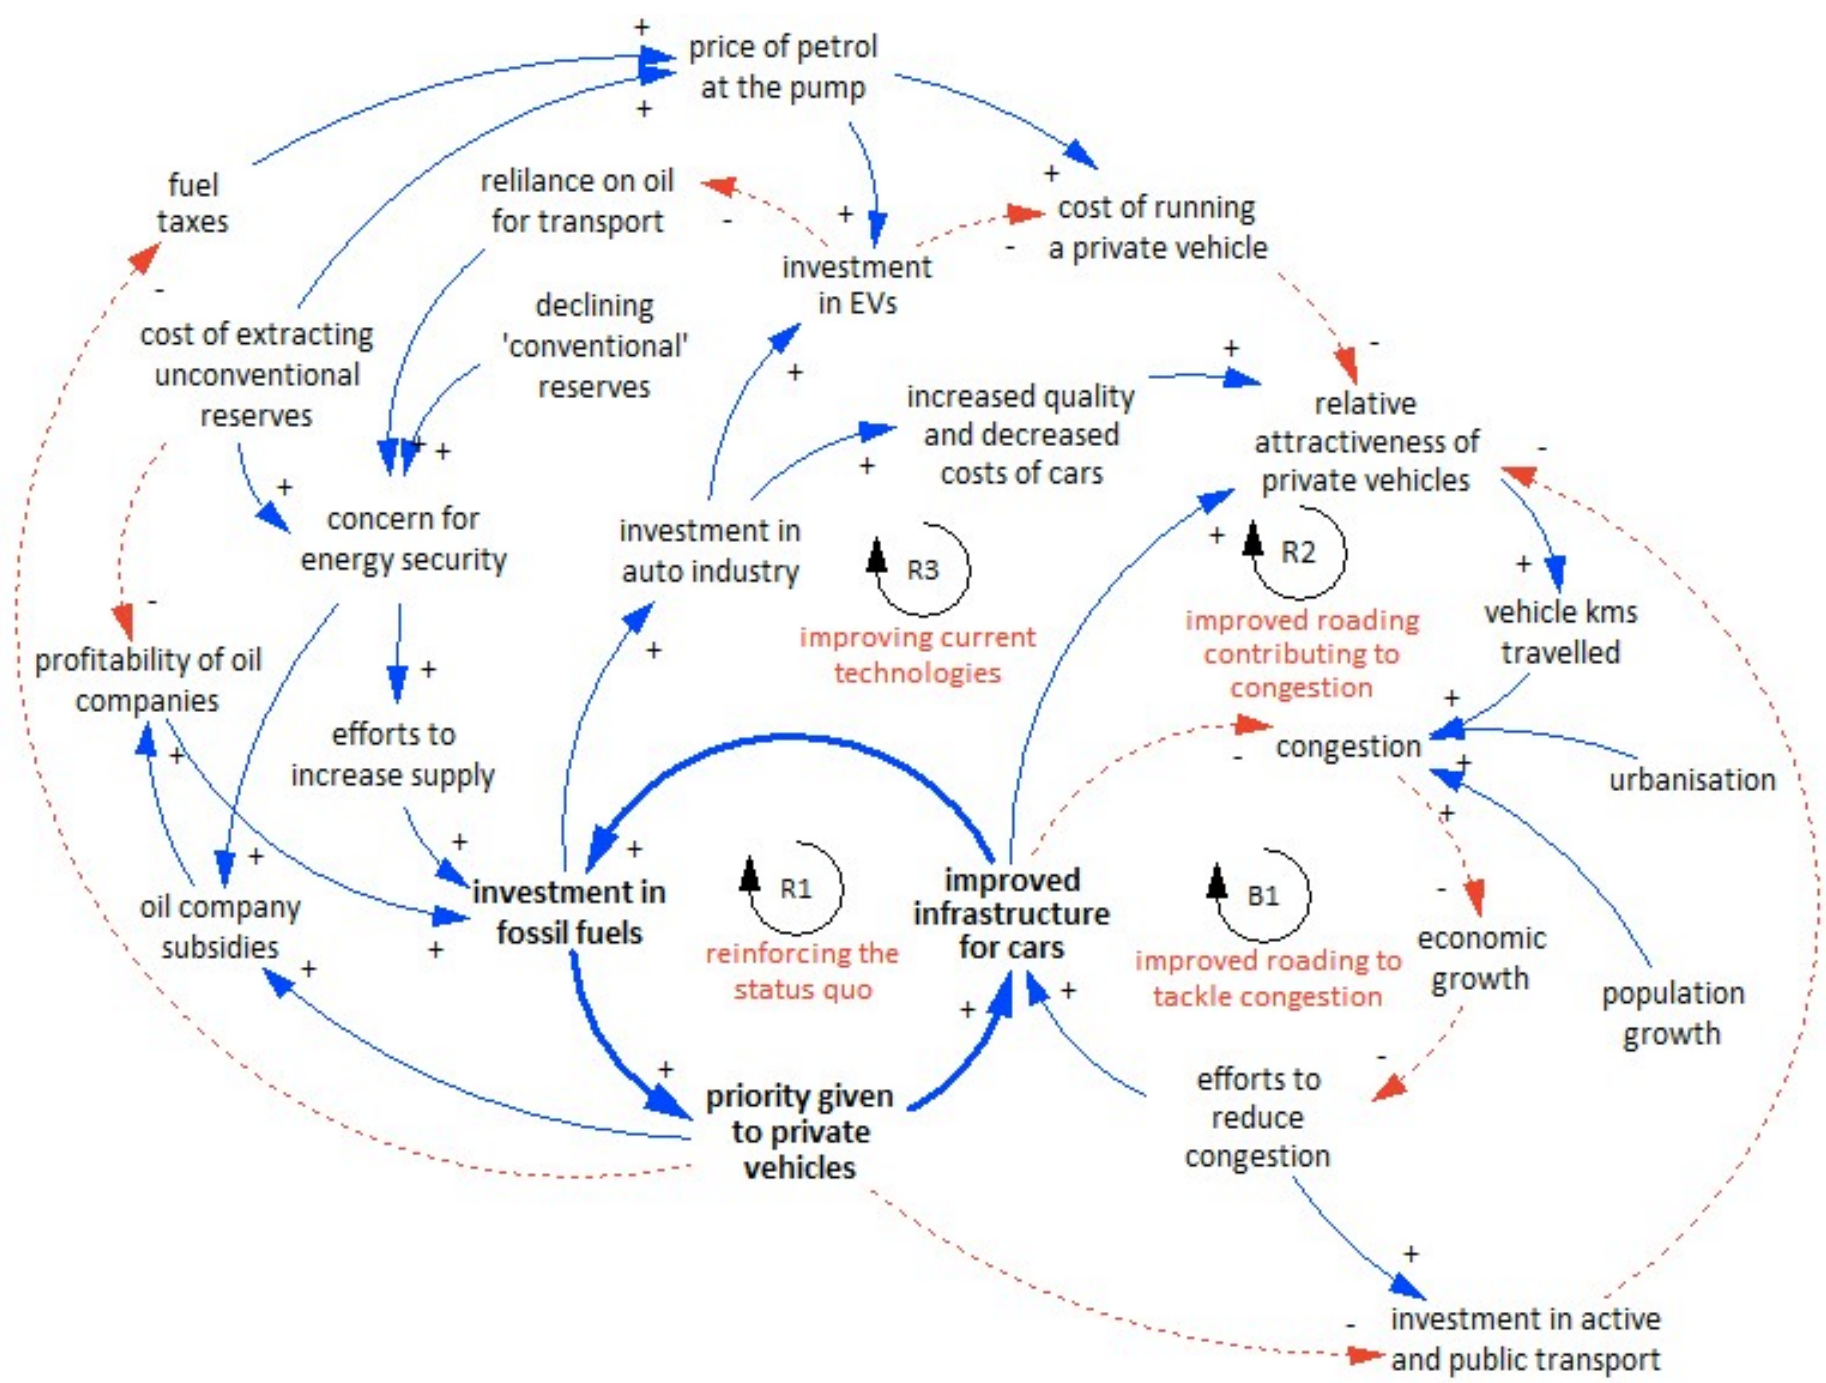 +
price of petrol
at the pump
+
fuel
taxes
-
relilance on oil
for transport
-
+
investment
in EVs
-
+
cost of running
a private vehicle
-
cost of extracting
unconventional
reserves
declining
'conventional'
reserves
+
+
+
concern for
energy security
+
investment in
auto industry
+
increased quality
and decreased
costs of cars
+
+
relative
attractiveness of
private vehicles
-
R3
improving current
technologies
R2
improved roading
contributing to
congestion
+
+
vehicle kms
travelled
-
profitability of oil
companies
+
+
efforts to
increase supply
+
+
oil company
subsidies
+
+
+
investment in
fossil fuels
+
+
R1
reinforcing the
status quo
improved
infrastructure
for cars
-
congestion
+
+
+
urbanisation
B1
improved roading to
tackle congestion
-
economic
growth
population
growth
+
priority given
to private
vehicles
+
+
-
efforts to
reduce
congestion
+
-
investment in active
and public transport